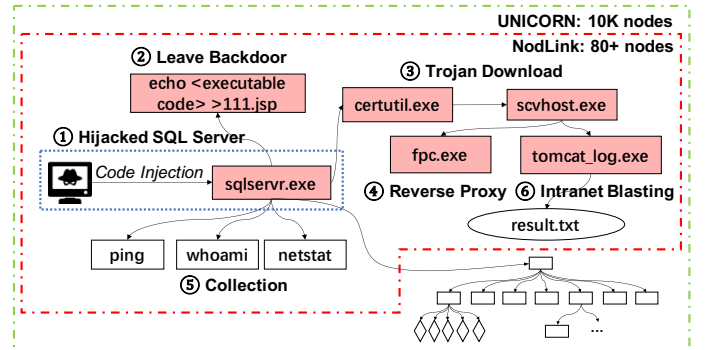 UNICORN: 10K nodes
NodLink: 80+ nodes
② Leave Backdoor
echo <executable
code> >111.jsp
③ Trojan Download
certutil.exe
scvhost.exe
① Hijacked SQL Server
Code Injection
sqlservr.exe
fpc.exe
tomcat_log.exe
④ Reverse Proxy
⑥ Intranet Blasting
result.txt
ping
whoami
netstat
⑤ Collection
...